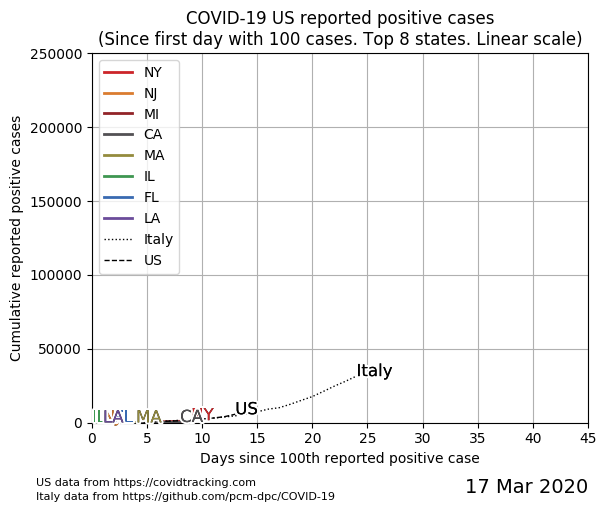 COVID-19 US reported positive cases
(Since first day with 100 cases. Top 8 states. Linear scale)
Cumulative reported positive cases
250000
200000
150000
100000
50000
0
NY
NJ
MI
CA
MA
IL
FL
LA
Italy
US
Italy
US
LA
MA
CA
0 5 10 15 20 25 30 35 40 45
Days since 100th reported positive case
US data from https://covidtracking.com
Italy data from https://github.com/pcm-dpc/COVID-19
17 Mar 2020